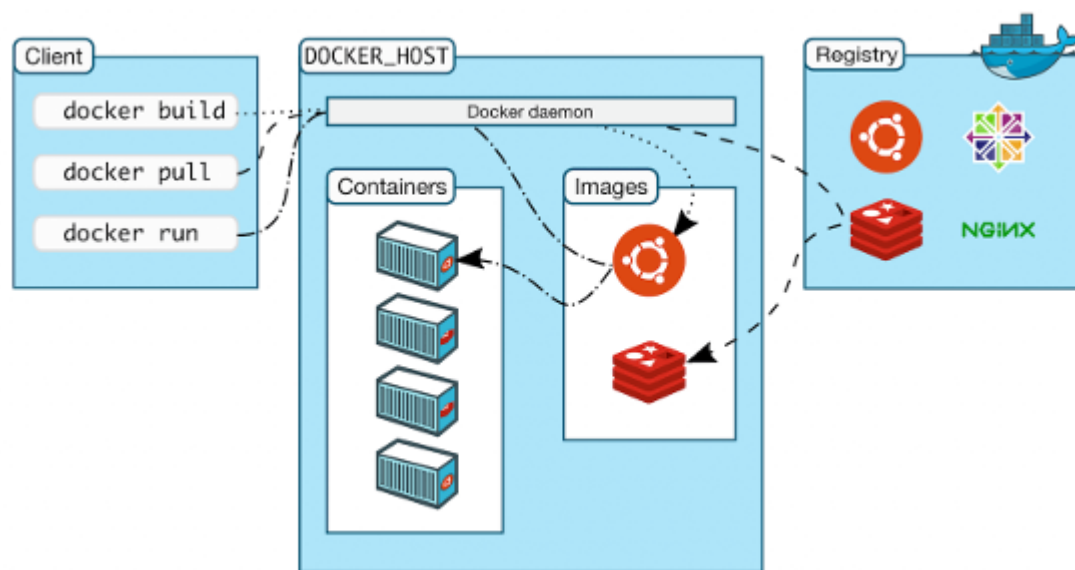 Client
docker build
docker pull
docker run
DOCKER_HOST
Docker daemon
Containers
Images
Registry
NGINX